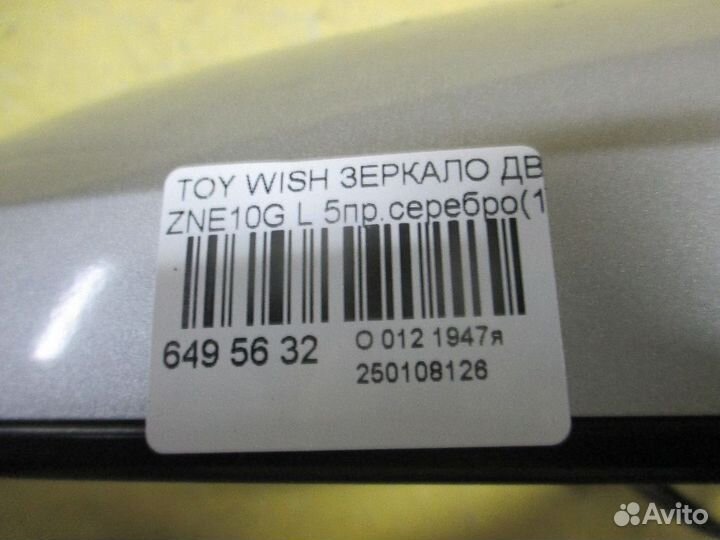 TOY WISH ЗЕРКАЛО ДВ
ZNE10G L 5пр.серебро(1
649 56 32
О 012 1947я
250108126
Avito